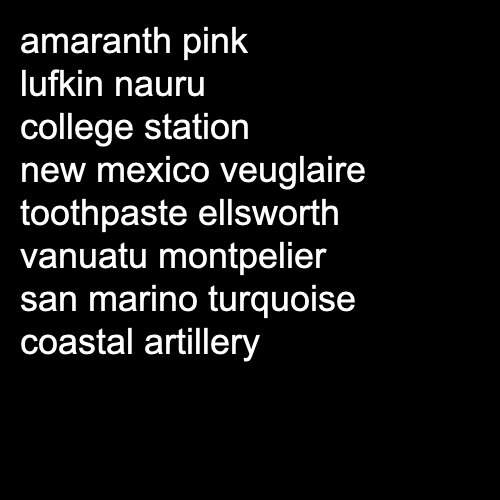 amaranth pink
lufkin nauru
college station
new mexico veuglaire
toothpaste ellsworth
vanuatu montpelier
san marino turquoise
coastal artillery